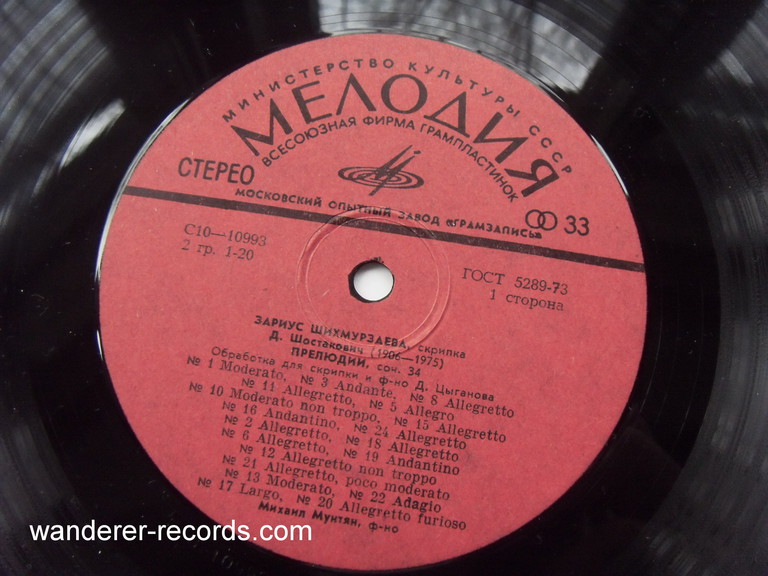 МИНИСТЕРСТВО КУЛЬТУРЫ СССР
МЕЛОДИЯ
ВСЕСОЮЗНАЯ ФИРМА ГРАМПЛАСТИНОК
СТЕРЕО
33
МОСКОВСКИЙ ОПЫТНЫЙ ЗАВОД «ГРАМЗАПИСЬ»
С10—10993
2 гр. 1-20
ГОСТ 5289-73
1 сторона
ЗАРИУС ШИХМУРЗАЕВА, скрипка
Д. Шостакович (1906—1975)
ПРЕЛЮДИИ, соч. 34
Обработка для скрипки и ф-но Д. Цыганова
№ 1 Moderato, № 3 Andante, № 8 Allegretto
№ 11 Allegretto, № 5 Allegro
№ 10 Moderato non troppo, № 15 Allegretto
№ 16 Andantino, № 24 Allegretto
№ 2 Allegretto, № 18 Allegretto
№ 6 Allegretto, № 19 Andantino
№ 12 Allegretto non troppo
№ 21 Allegretto, poco moderato
№ 13 Moderato, № 22 Adagio
№ 17 Largo, № 20 Allegretto furioso
Михаил Мунтян, ф-но
wanderer-records.com